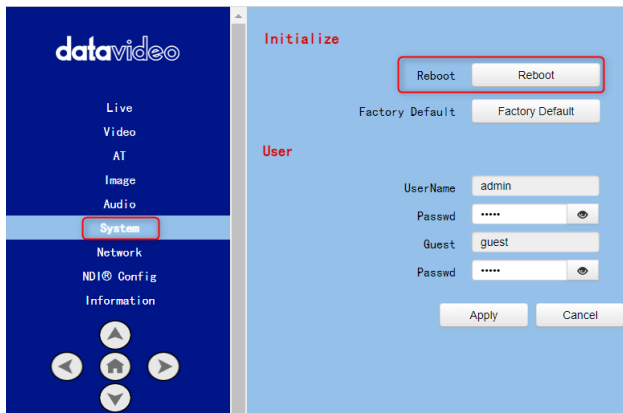 datavideo
Live
Video
AT
Image
Audio
System
Network
NDI® Config
Information
Initialize
Reboot Reboot
Factory Default Factory Default
User
UserName admin
Passwd •••••
Guest guest
Passwd •••••
Apply Cancel